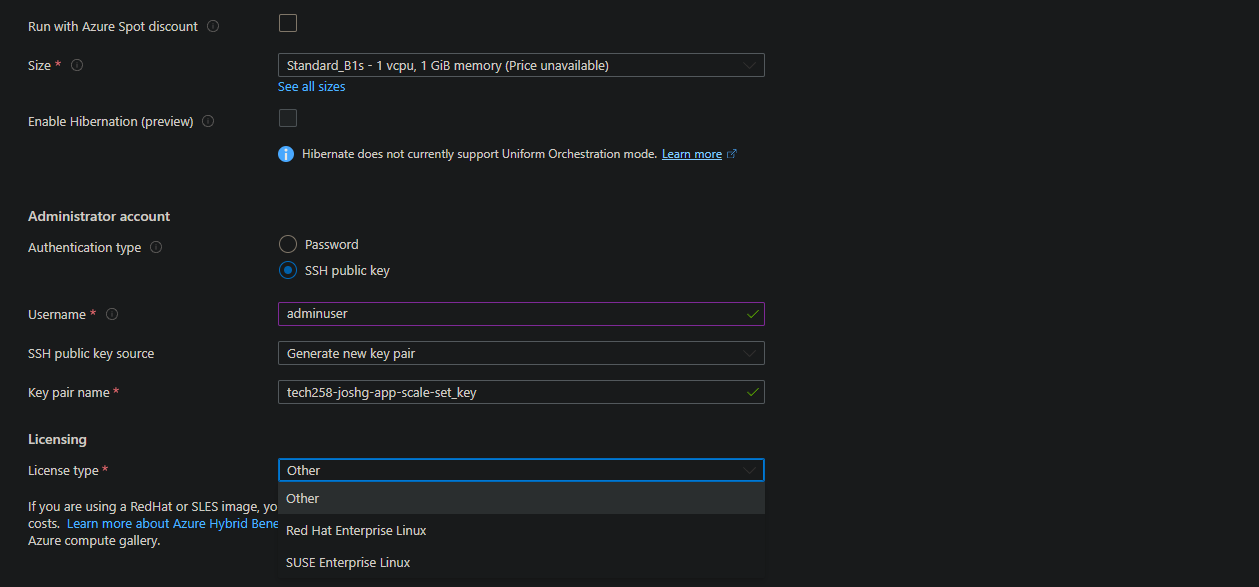 Run with Azure Spot discount
Size *
Standard_B1s - 1 vcpu, 1 GiB memory (Price unavailable)
See all sizes
Enable Hibernation (preview)
Hibernate does not currently support Uniform Orchestration mode. Learn more
Administrator account
Authentication type
Password
SSH public key
Username *
adminuser
SSH public key source
Generate new key pair
Key pair name *
tech258-joshg-app-scale-set_key
Licensing
License type *
Other
If you are using a RedHat or SLES image, yo
costs. Learn more about Azure Hybrid Bene
Azure compute gallery.
Other
Red Hat Enterprise Linux
SUSE Enterprise Linux